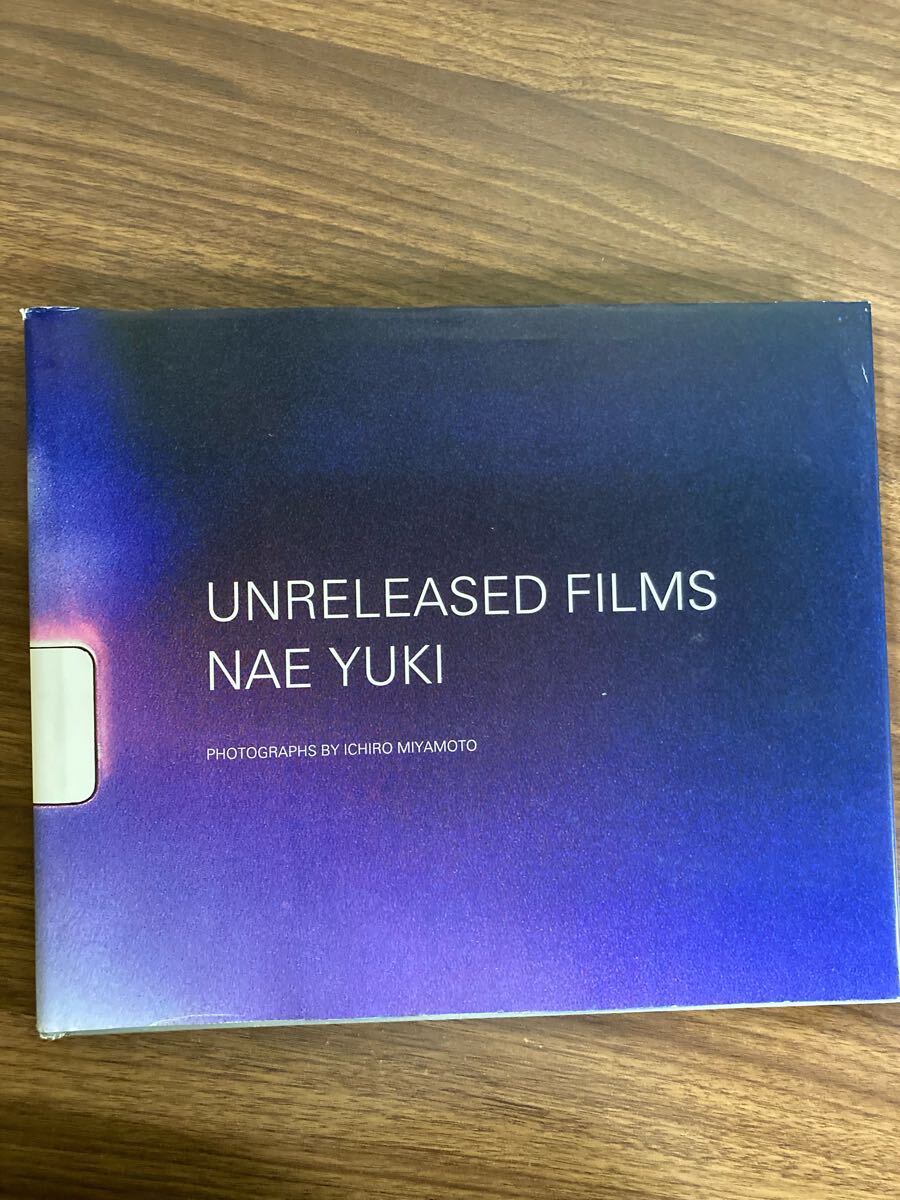 UNRELEASED FILMS
NAE YUKI
PHOTOGRAPHS BY ICHIRO MIYAMOTO